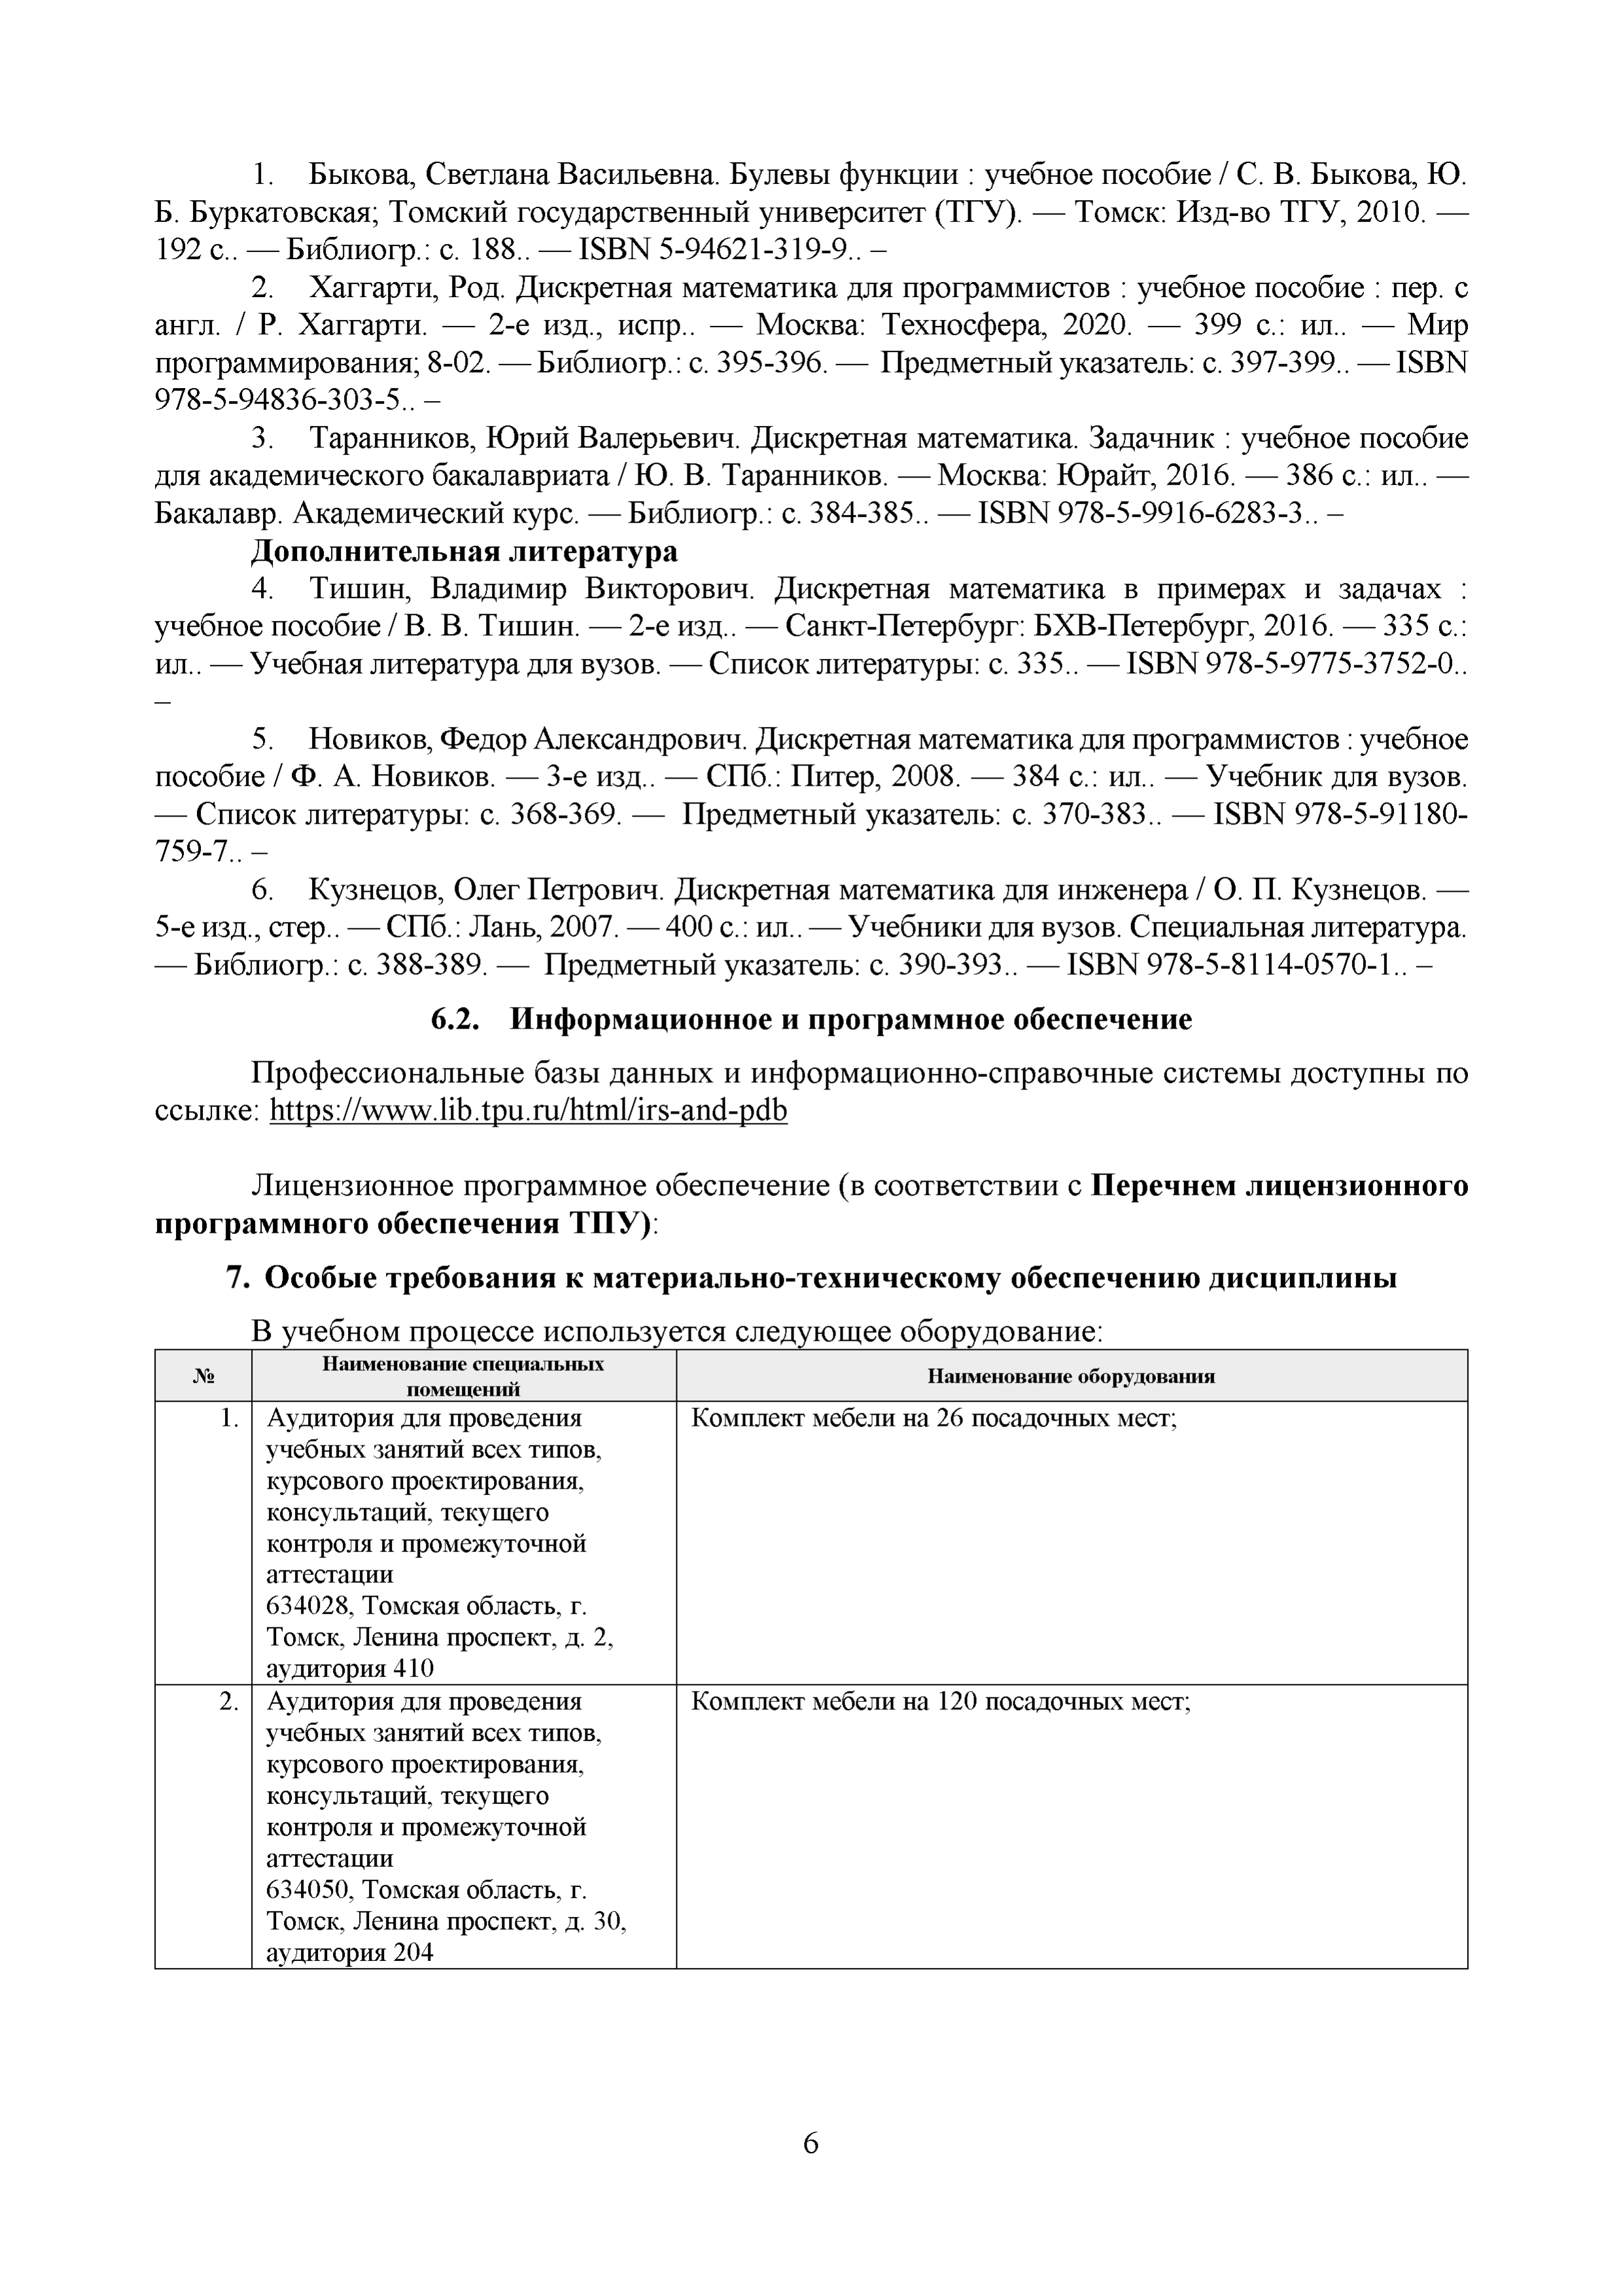 1. Быкова, Светлана Васильевна. Булевы функции : учебное пособие / С. В. Быкова, Ю.
Б. Буркатовская; Томский государственный университет (ТГУ). — Томск: Изд-во ТГУ, 2010. —
192 с.. — Библиогр.: с. 188.. — ISBN 5-94621-319-9.. –
2. Хаггарти, Род. Дискретная математика для программистов : учебное пособие : пер. с
англ. / Р. Хаггарти. — 2-е изд., испр.. — Москва: Техносфера, 2020. — 399 с.: ил.. — Мир
программирования; 8-02. — Библиогр.: с. 395-396. — Предметный указатель: с. 397-399.. — ISBN
978-5-94836-303-5.. –
3. Таранников, Юрий Валерьевич. Дискретная математика. Задачник : учебное пособие
для академического бакалавриата / Ю. В. Таранников. — Москва: Юрайт, 2016. — 386 с.: ил.. —
Бакалавр. Академический курс. — Библиогр.: с. 384-385.. — ISBN 978-5-9916-6283-3.. –
Дополнительная литература
4. Тишин, Владимир Викторович. Дискретная математика в примерах и задачах :
учебное пособие / В. В. Тишин. — 2-е изд.. — Санкт-Петербург: БХВ-Петербург, 2016. — 335 с.:
ил.. — Учебная литература для вузов. — Список литературы: с. 335.. — ISBN 978-5-9775-3752-0..
–
5. Новиков, Федор Александрович. Дискретная математика для программистов : учебное
пособие / Ф. А. Новиков. — 3-е изд.. — СПб.: Питер, 2008. — 384 с.: ил.. — Учебник для вузов.
— Список литературы: с. 368-369. — Предметный указатель: с. 370-383.. — ISBN 978-5-91180-
759-7.. –
6. Кузнецов, Олег Петрович. Дискретная математика для инженера / О. П. Кузнецов. —
5-е изд., стер.. — СПб.: Лань, 2007. — 400 с.: ил.. — Учебники для вузов. Специальная литература.
— Библиогр.: с. 388-389. — Предметный указатель: с. 390-393.. — ISBN 978-5-8114-0570-1.. –
6.2. Информационное и программное обеспечение
Профессиональные базы данных и информационно-справочные системы доступны по
ссылке: https://www.lib.tpu.ru/html/irs-and-pdb
Лицензионное программное обеспечение (в соответствии с Перечнем лицензионного
программного обеспечения ТПУ):
7. Особые требования к материально-техническому обеспечению дисциплины
В учебном процессе используется следующее оборудование:
№
Наименование специальных
помещений
Наименование оборудования
1.
Аудитория для проведения
учебных занятий всех типов,
курсового проектирования,
консультаций, текущего
контроля и промежуточной
аттестации
634028, Томская область, г.
Томск, Ленина проспект, д. 2,
аудитория 410
Комплект мебели на 26 посадочных мест;
2.
Аудитория для проведения
учебных занятий всех типов,
курсового проектирования,
консультаций, текущего
контроля и промежуточной
аттестации
634050, Томская область, г.
Томск, Ленина проспект, д. 30,
аудитория 204
Комплект мебели на 120 посадочных мест;
6